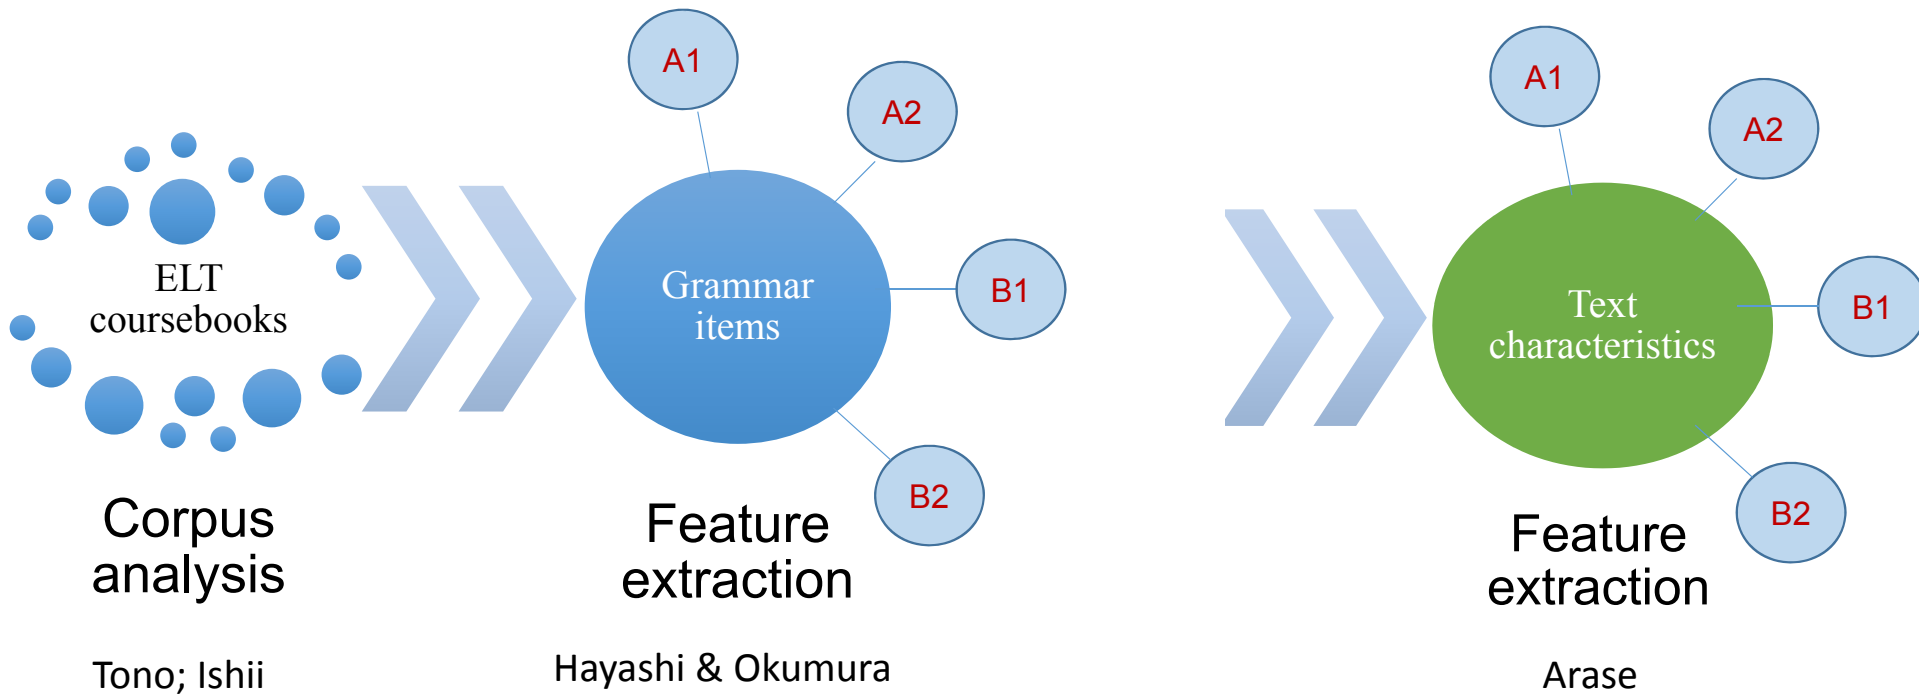 ELT
coursebooks
Corpus
analysis
Tono; Ishii
A1
A2
B1
B2
Grammar
items
Feature
extraction
Hayashi & Okumura
A1
A2
B1
B2
Text
characteristics
Feature
extraction
Arase